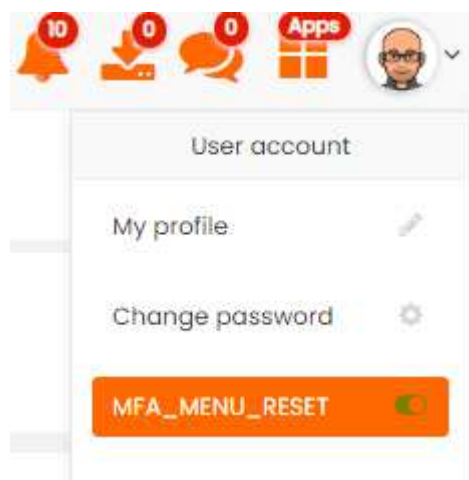 10 0 0 Apps
User account
My profile
Change password
MFA_MENU_RESET